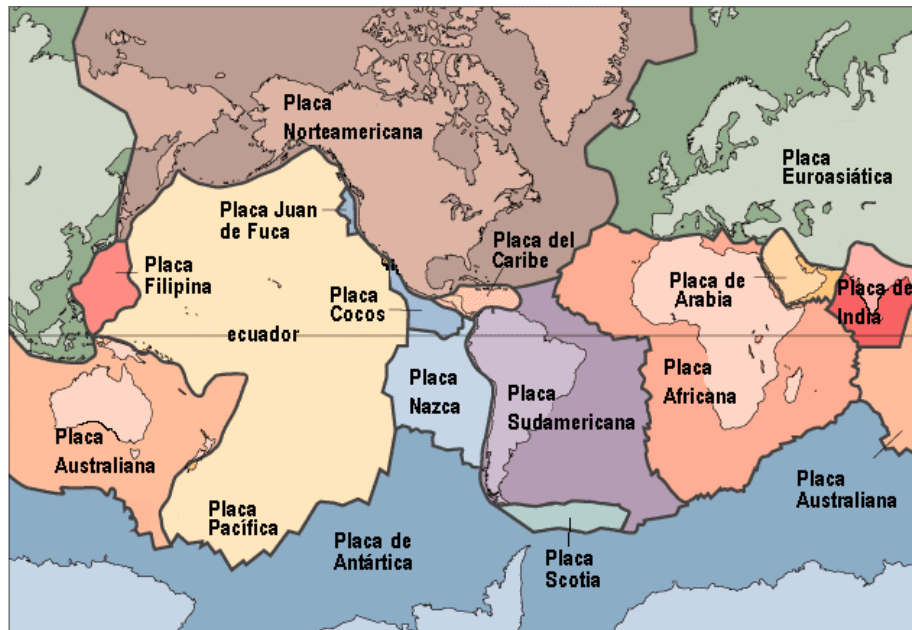 Placa
Norteamericana
Placa
Euroasiática
Placa Juan
de Fuca
Placa del
Caribe
Placa
Filipina
Placa de
Arabia
Placa de
India
Placa
Cocos
ecuador
Placa
Nazca
Placa
Sudamericana
Placa
Africana
Placa
Australiana
Placa
Australiana
Placa
Pacífica
Placa de
Antártica
Placa
Scotia